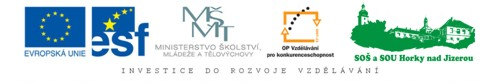 esf
MŠMT
EVROPSKÁ UNIE
MINISTERSTVO ŠKOLSTVÍ,
MLÁDEŽE A TĚLOVÝCHOVY
OP Vzdělávání
pro konkurenceschopnost
SOŠ a SOU Horky nad Jizerou
INVESTICE DO ROZVOJE VZDĚLÁVÁNÍ